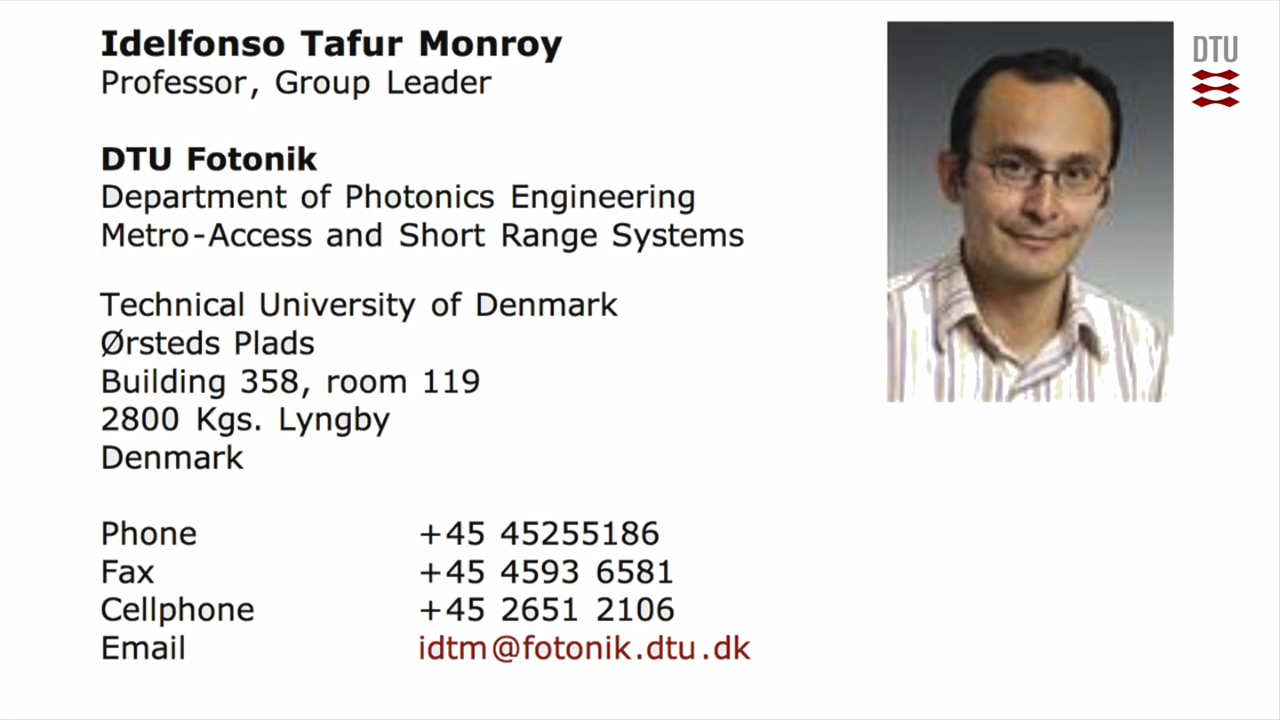 Idelfonso Tafur Monroy
Professor, Group Leader
DTU
DTU Fotonik
Department of Photonics Engineering
Metro-Access and Short Range Systems
Technical University of Denmark
Ørsteds Plads
Building 358, room 119
2800 Kgs. Lyngby
Denmark
Phone +45 45255186
Fax +45 4593 6581
Cellphone +45 2651 2106
Email idtm@fotonik.dtu.dk